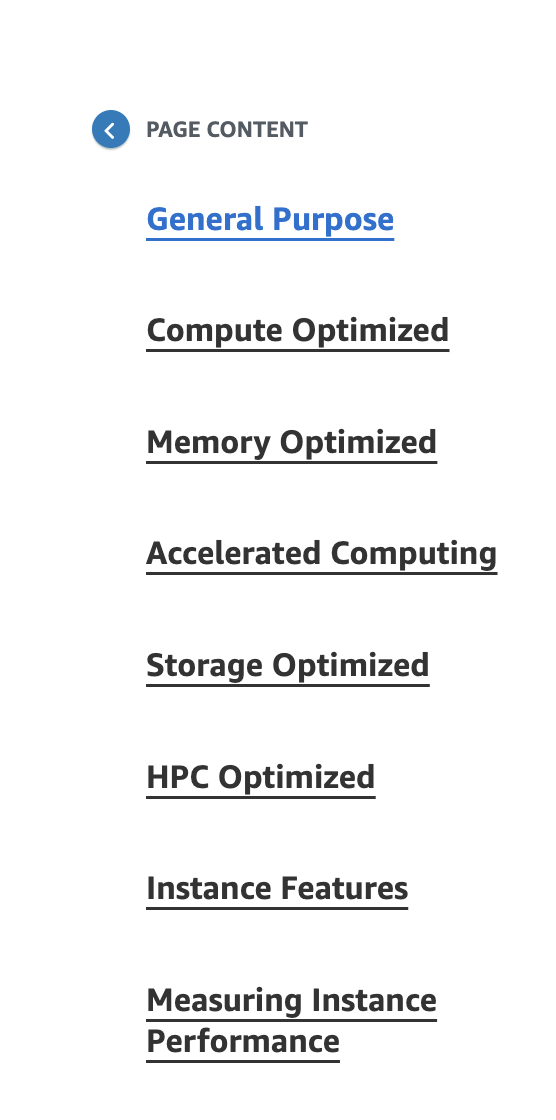 PAGE CONTENT
General Purpose
Compute Optimized
Memory Optimized
Accelerated Computing
Storage Optimized
HPC Optimized
Instance Features
Measuring Instance
Performance